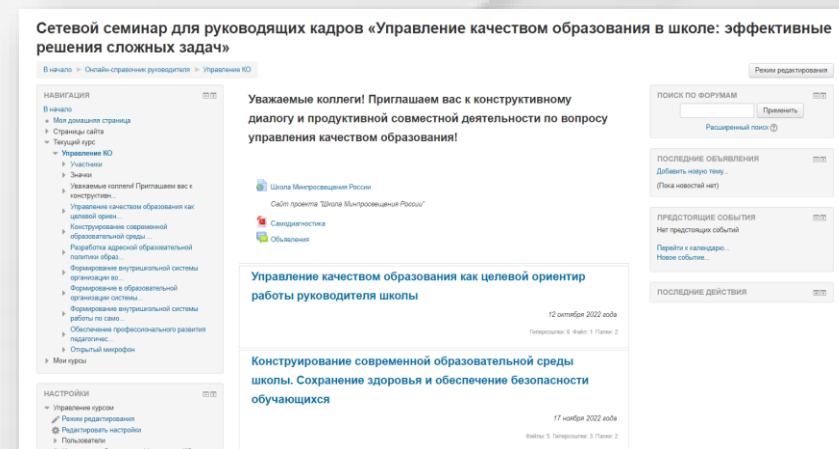 Сетевой семинар для руководящих кадров «Управление качеством образования в школе: эффективные
решения сложных задач»
В начало ► Онлайн-справочник руководителя ► Управление КО
Режим редактирования
НАВИГАЦИЯ
В начало
Моя домашняя страница
Страницы сайта
Текущий курс
Управление КО
Участники
Значки
Уважаемые коллеги! Приглашаем вас к
конструктивн...
Управление качеством образования как
целевой ориен...
Конструирование современной
образовательной среды ...
Разработка адресной образовательной
политики образ...
Формирование внутришкольной системы
организации во...
Формирование в образовательной
организации системы...
Формирование внутришкольной системы
работы по само...
Обеспечение профессионального развития
педагогичес...
Открытый микрофон
Мои курсы
НАСТРОЙКИ
Управление курсом
Режим редактирования
Редактировать настройки
Пользователи
Уважаемые коллеги! Приглашаем вас к конструктивному
диалогу и продуктивной совместной деятельности по вопросу
управления качеством образования!
Школа Минпросвещения России
Сайт проекта "Школа Минпросвещения России"
Самодиагностика
Объявления
Управление качеством образования как целевой ориентир
работы руководителя школы
12 октября 2022 года
Гиперссылки: 6 Файл: 1 Папки: 2
Конструирование современной образовательной среды
школы. Сохранение здоровья и обеспечение безопасности
обучающихся
17 ноября 2022 года
Файлы: 5 Гиперссылки: 3 Папки: 2
ПОИСК ПО ФОРУМАМ
Применить
Расширенный поиск
ПОСЛЕДНИЕ ОБЪЯВЛЕНИЯ
Добавить новую тему...
(Пока новостей нет)
ПРЕДСТОЯЩИЕ СОБЫТИЯ
Нет предстоящих событий
Перейти к календарю...
Новое событие...
ПОСЛЕДНИЕ ДЕЙСТВИЯ